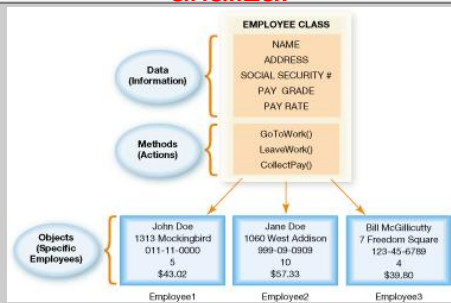 EMPLOYEE CLASS
NAME
ADDRESS
SOCIAL SECURITY #
PAY GRADE
PAY RATE
Data
(Information)
GoToWork()
LeaveWork()
CollectPay()
Methods
(Actions)
Objects
(Specific
Employees)
John Doe
1313 Mockingbird
011-11-0000
5
$43.02
Employee1
Jane Doe
1060 West Addison
999-09-0909
10
$57.33
Employee2
Bill McGillicutty
7 Freedom Square
123-45-6789
4
$39.80
Employee3